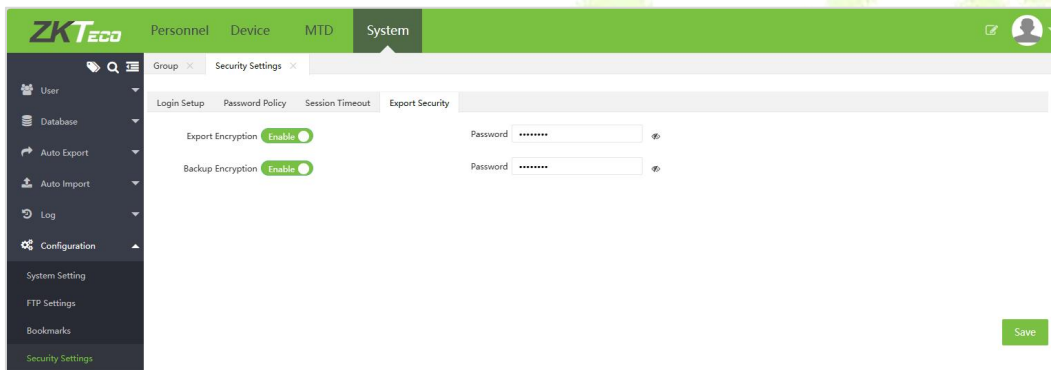 ZKTeco Personnel Device MTD System
Group × Security Settings ×
User
Login Setup Password Policy Session Timeout Export Security
Database
Export Encryption Enable Password ••••••••
Auto Export
Backup Encryption Enable Password ••••••••
Auto Import
Log
Configuration
System Setting
FTP Settings
Bookmarks
Save
Security Settings